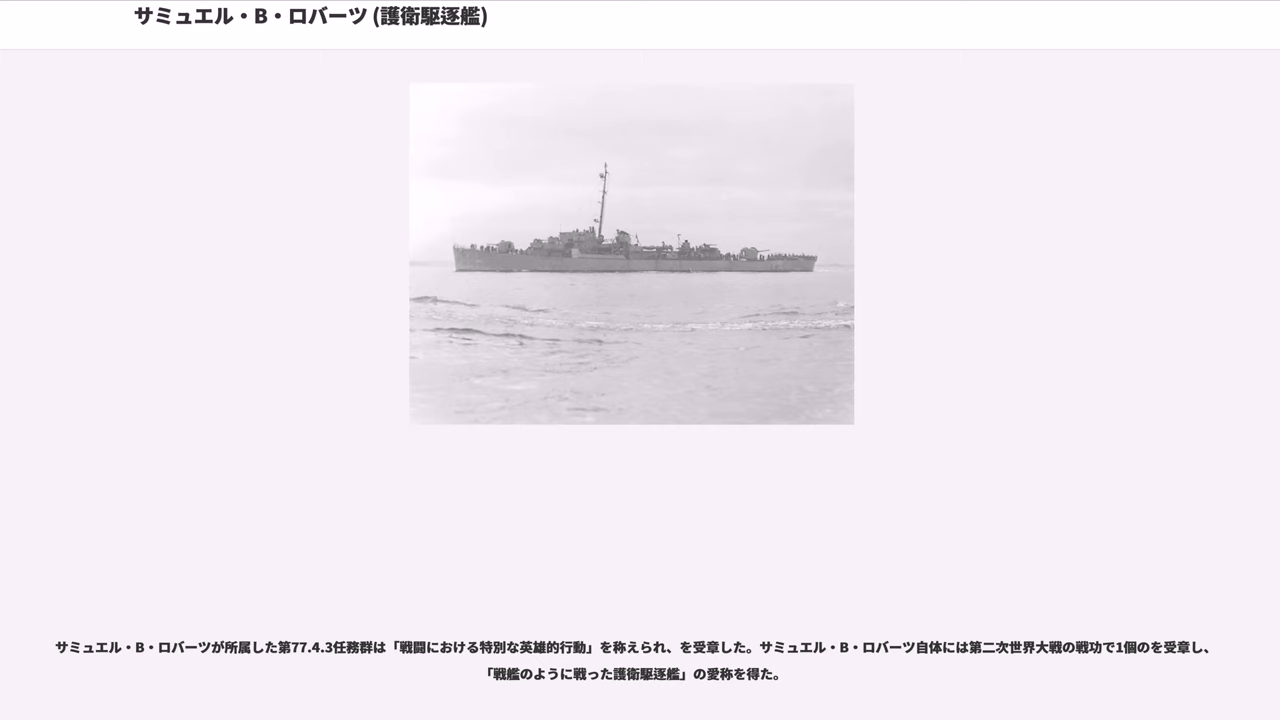 サミュエル・B・ロバーツ (護衛駆逐艦)
サミュエル・B・ロバーツが所属した第77.4.3任務群は「戦闘における特別な英雄的行動」を称えられ、を受章した。サミュエル・B・ロバーツ自体には第二次世界大戦の戦功で1個のを受章し、
「戦艦のように戦った護衛駆逐艦」の愛称を得た。